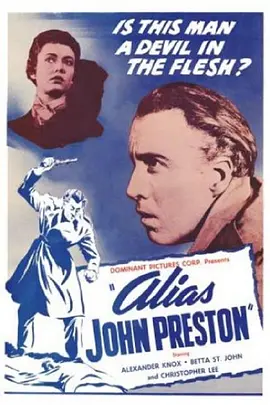 IS THIS MAN
A DEVIL IN
THE FLESH?
DOMINANT PICTURES CORP. Presents
"Alias
JOHN PRESTON"
Starring
ALEXANDER KNOX • BETTA ST. JOHN
AND CHRISTOPHER LEE